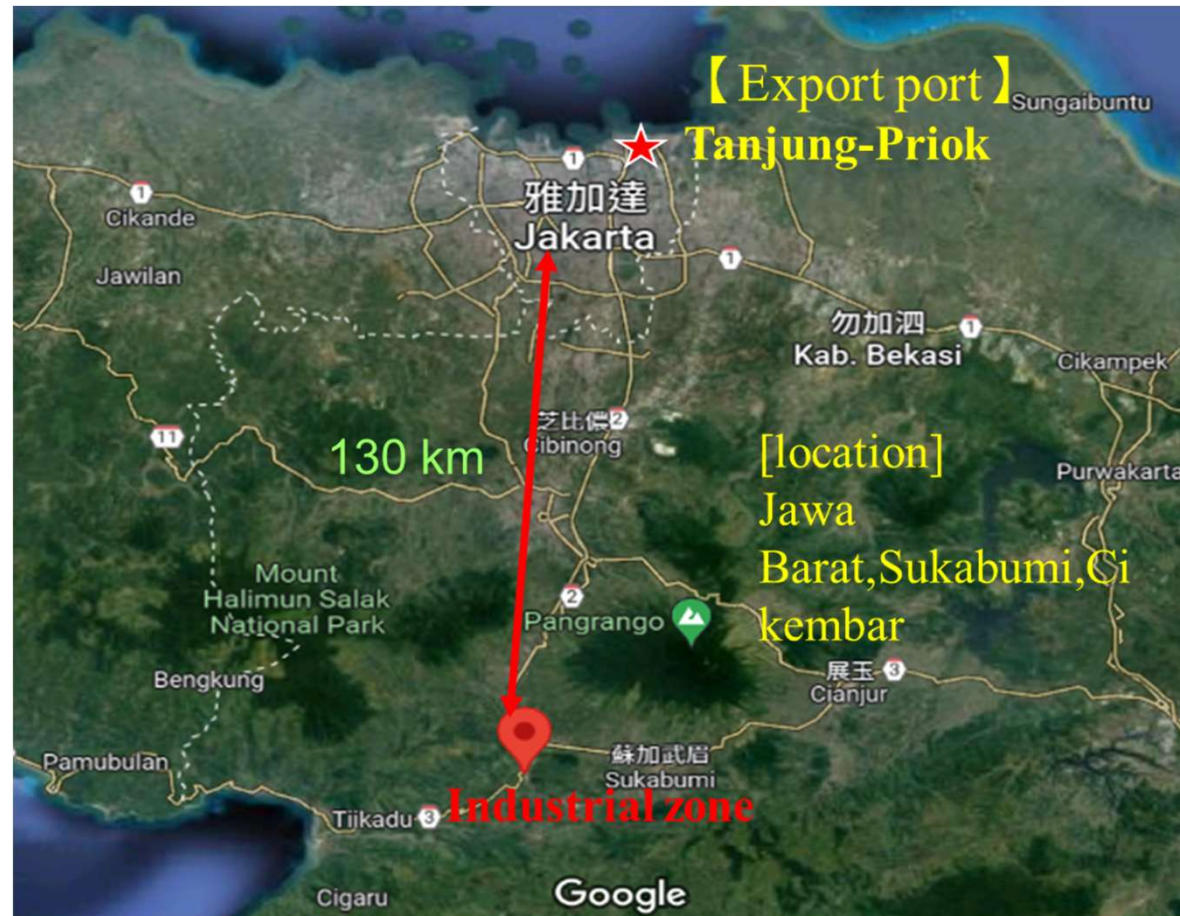 【Export port】
Sungaibuntu
Tanjung-Priok
1
1
Cikande
雅加達
Jakarta
1
Jawilan
勿加泗
1
Kab. Bekasi
Cikampek
芝比儂
2
Cibinong
11
130 km
[location]
Jawa
Barat,Sukabumi,Ci
kembar
Purwakarta
Mount
Halimun Salak
National Park
2
Pangrango
展玉
3
Cianjur
Bengkung
蘇加武眉
Sukabumi
Pamubulan
Tijikadu
3
Industrial zone
Cigaru
Google